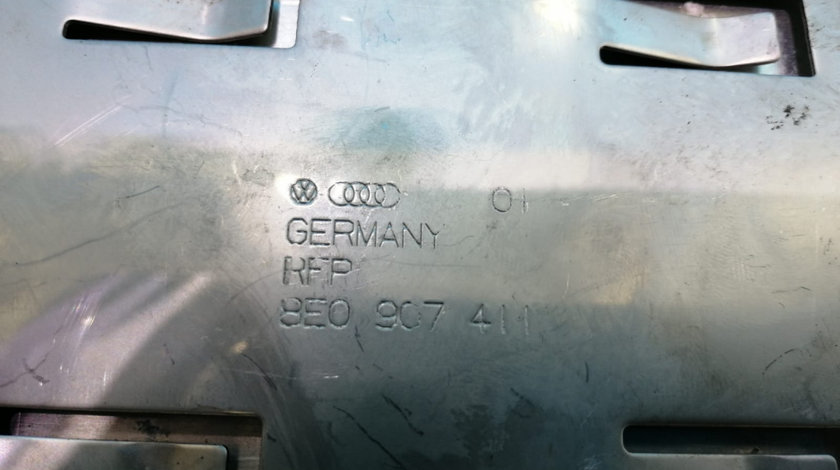 01
GERMANY
RFP
8E0 907 411